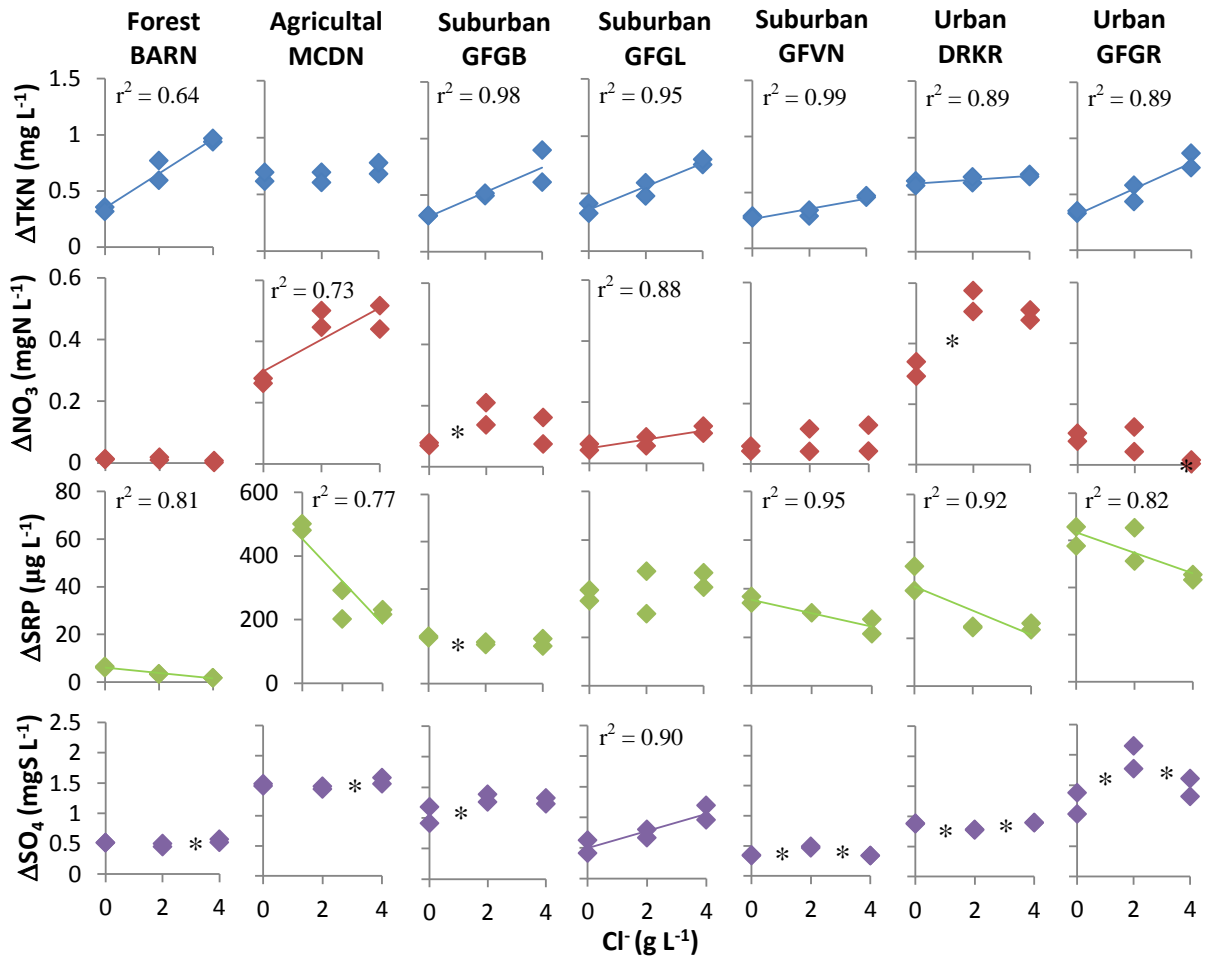 Forest Agricultal Suburban Suburban Suburban Urban Urban
BARN MCDN GFGB GFGL GFVN DRKR GFGR
ΔTKN (mg L⁻¹)
1.5
1
0.5
0
r² = 0.64
r² = 0.98
r² = 0.95
r² = 0.99
r² = 0.89
r² = 0.89
ΔNO₃ (mgN L⁻¹)
0.6
0.4
0.2
0
r² = 0.73
*
r² = 0.88
*
*
ΔSRP (µg L⁻¹)
80
60
40
20
0
r² = 0.81
600
400
200
0
r² = 0.77
*
r² = 0.95
r² = 0.92
r² = 0.82
ΔSO₄ (mgS L⁻¹)
2.5
2
1.5
1
0.5
0
*
*
*
r² = 0.90
* *
* *
* *
0 2 4 0 2 4 0 2 4 0 2 4 0 2 4 0 2 4 0 2 4
Cl⁻ (g L⁻¹)